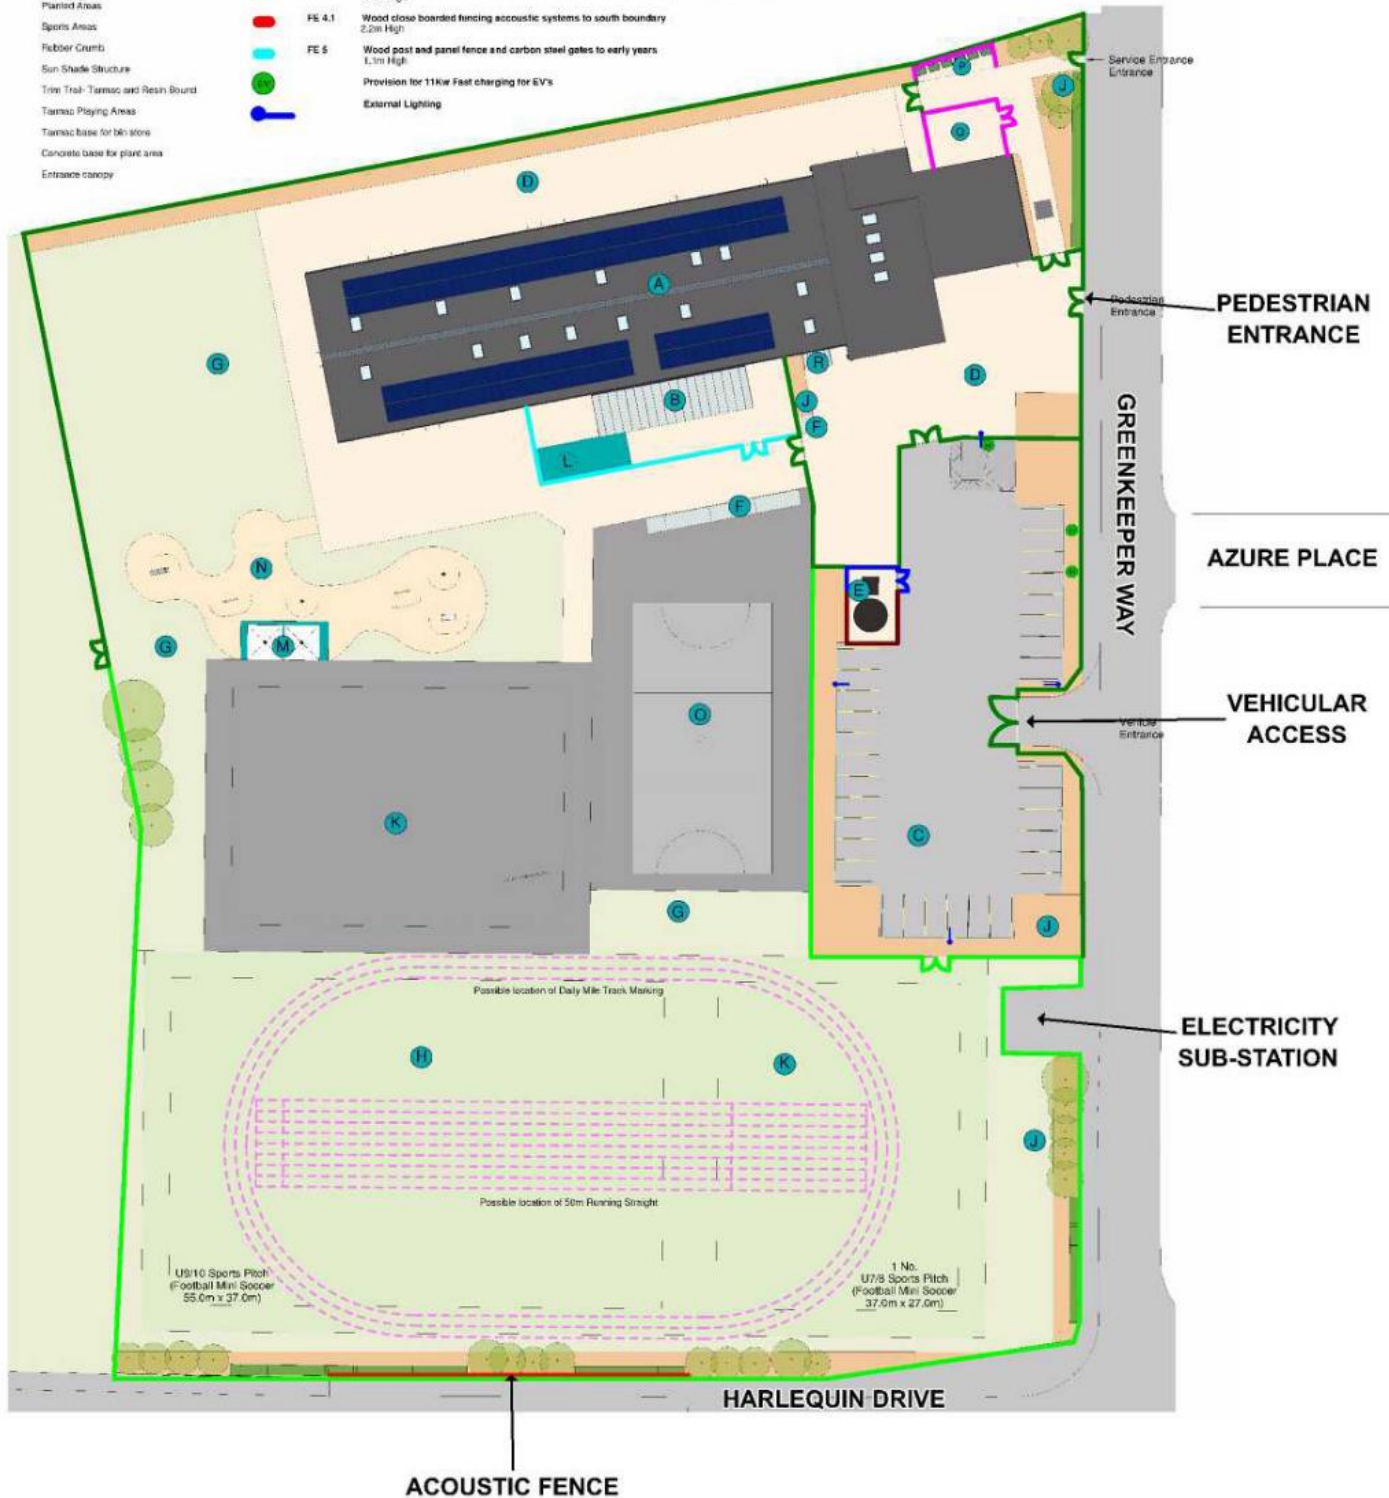 Planted Areas
Sports Areas
Rubber Crumb
Sun Shade Structure
Trim Trail- Tarmac and Resin Bound
Tarmac Playing Areas
Tarmac base for bin store
Concrete base for plant area
Entrance canopy
FE 4.1 Wood close boarded fencing accoustic systems to south boundary
2.2m High
FE 5 Wood post and panel fence and carbon steel gates to early years
1.1m High
EV Provision for 11Kw Fast charging for EV's
External Lighting
Service Entrance
Entrance
P
J
Q
D
A
Pedestrian
Entrance
PEDESTRIAN
ENTRANCE
G
R
D
B
J
F
L
GREENKEEPER WAY
F
AZURE PLACE
N
E
G
M
O
VEHICULAR
ACCESS
Vehicle
Entrance
K
C
G
J
Possible location of Daily Mile Track Marking
H
K
ELECTRICITY
SUB-STATION
J
Possible location of 50m Running Straight
U9/10 Sports Pitch
(Football Mini Soccer
55.0m x 37.0m)
1 No.
U7/8 Sports Pitch
(Football Mini Soccer
37.0m x 27.0m)
HARLEQUIN DRIVE
ACOUSTIC FENCE